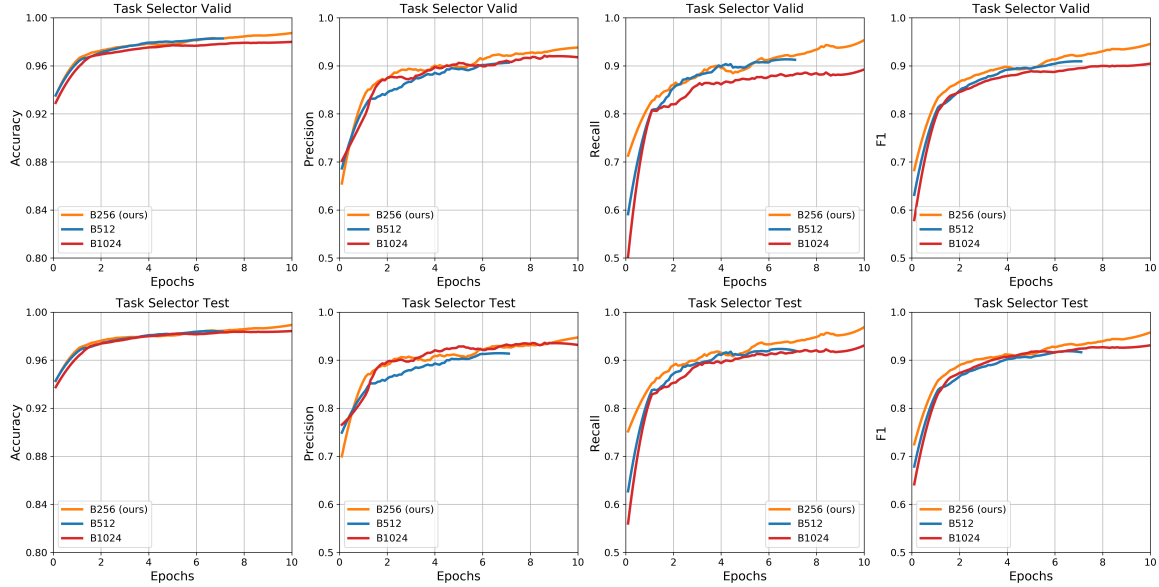 Task Selector Valid
Accuracy
1.00
0.96
0.92
0.88
0.84
0.80
B256 (ours)
B512
B1024
0 2 4 6 8 10
Epochs
Task Selector Valid
Precision
1.0
0.9
0.8
0.7
0.6
0.5
B256 (ours)
B512
B1024
0 2 4 6 8 10
Epochs
Task Selector Valid
Recall
1.0
0.9
0.8
0.7
0.6
0.5
B256 (ours)
B512
B1024
0 2 4 6 8 10
Epochs
Task Selector Valid
F1
1.0
0.9
0.8
0.7
0.6
0.5
B256 (ours)
B512
B1024
0 2 4 6 8 10
Epochs
Task Selector Test
Accuracy
1.00
0.96
0.92
0.88
0.84
0.80
B256 (ours)
B512
B1024
0 2 4 6 8 10
Epochs
Task Selector Test
Precision
1.0
0.9
0.8
0.7
0.6
0.5
B256 (ours)
B512
B1024
0 2 4 6 8 10
Epochs
Task Selector Test
Recall
1.0
0.9
0.8
0.7
0.6
0.5
B256 (ours)
B512
B1024
0 2 4 6 8 10
Epochs
Task Selector Test
F1
1.0
0.9
0.8
0.7
0.6
0.5
B256 (ours)
B512
B1024
0 2 4 6 8 10
Epochs